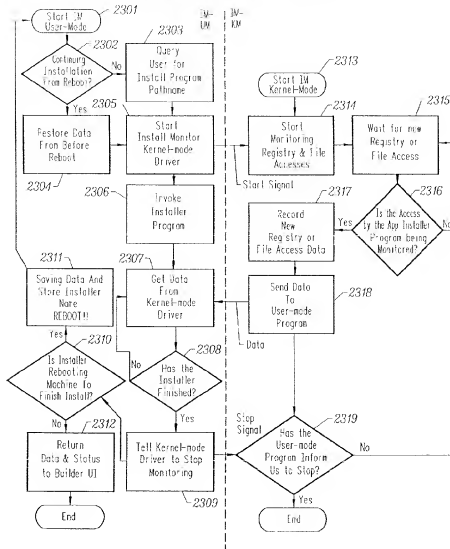 2301
Start IM
User-Mode
IM-
UM
IM-
KM
2302
Continuing
Installation
From Reboot?
No
Yes
2303
Query
User for
Install Program
Pathname
2304
Restore Data
From Before
Reboot
2305
Start
Install Monitor
Kernel-mode
Driver
Start Signal
2306
Invoke
Installer
Program
2307
Get Data
From
Kernel-mode
Driver
Data
2308
Has the
Installer
Finished?
No
Yes
2309
Tell Kernel-mode
Driver to Stop
Monitoring
Stop
Signal
2310
Is Installer
Rebooting
Machine To
Finish Install?
Yes
No
2311
Saving Data And
Store Installer
Name
REBOOT!!
2312
Return
Data & Status
to Builder UI
End
2313
Start IM
Kernel-Mode
2314
Start
Monitoring
Registry & File
Accesses
2315
Wait for new
Registry or
File Access
2316
Is the Access
by the App Installer
Program being
Monitored?
Yes
No
2317
Record
New
Registry or
File Access Data
2318
Send Data
To
User-mode
Program
2319
Has the
User-mode
Program Inform
Us to Stop?
No
Yes
End